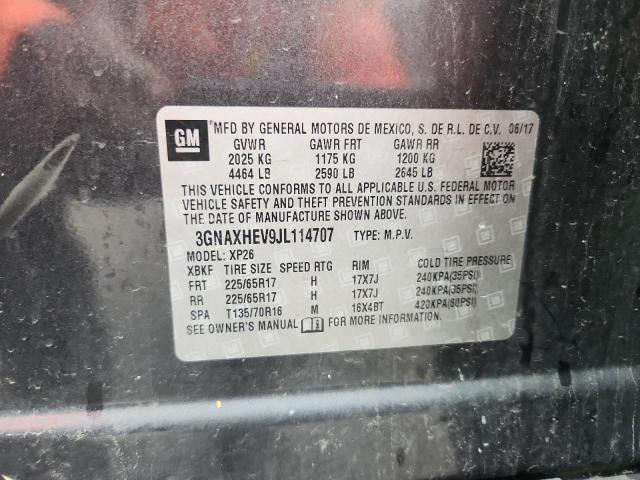 GM MFD BY GENERAL MOTORS DE MEXICO, S. DE R.L. DE C.V. 06/17
GVWR GAWR FRT GAWR RR
2025 KG 1175 KG 1200 KG
4464 LB 2590 LB 2645 LB
THIS VEHICLE CONFORMS TO ALL APPLICABLE U.S. FEDERAL MOTOR
VEHICLE SAFETY AND THEFT PREVENTION STANDARDS IN EFFECT ON
THE DATE OF MANUFACTURE SHOWN ABOVE.
3GNAXHEV9JL114707 TYPE: M.P.V.
MODEL: XP26
XBKF TIRE SIZE SPEED RTG RIM COLD TIRE PRESSURE
FRT 225/65R17 H 17X7J 240KPA(35PSI)
RR 225/65R17 H 17X7J 240KPA(35PSI)
SPA T135/70R16 M 16X4BT 420KPA(60PSI)
SEE OWNER'S MANUAL FOR MORE INFORMATION.